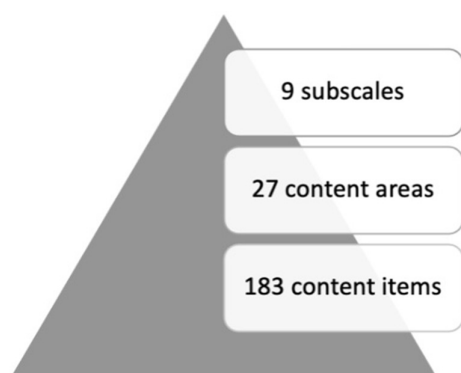 9 subscales
27 content areas
183 content items